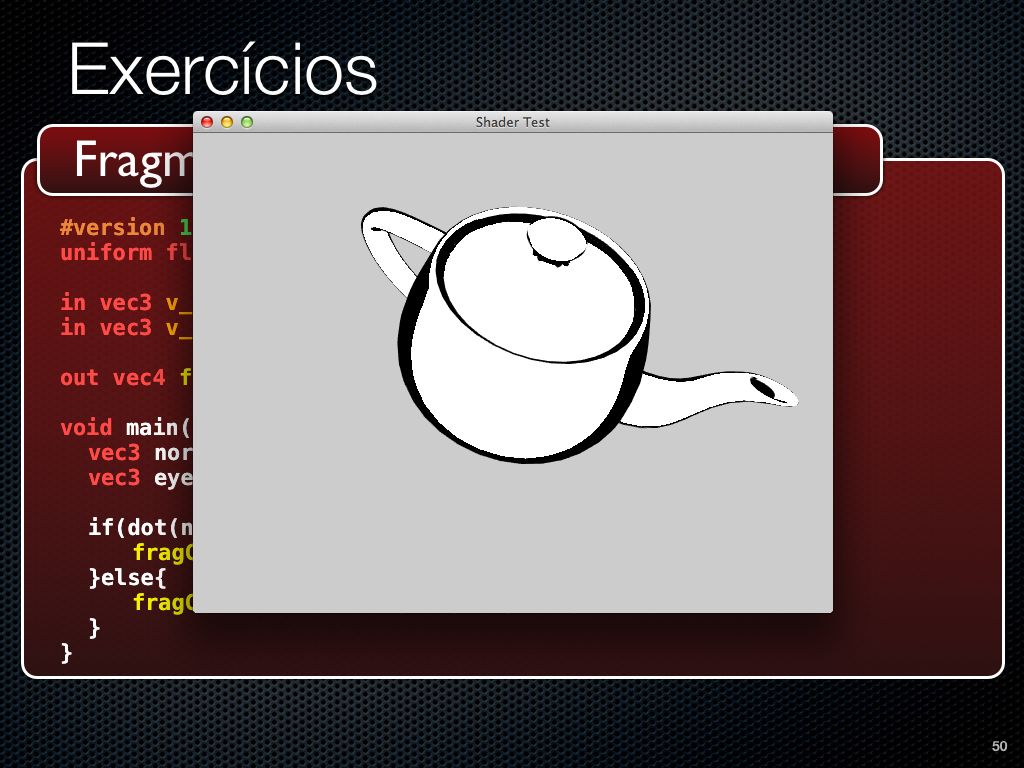 Exercícios
Shader Test
Fragm
#version 1
uniform fl
in vec3 v_
in vec3 v_
out vec4 f
void main(
vec3 nor
vec3 eye
if(dot(n
fragC
}else{
fragC
}
}
50